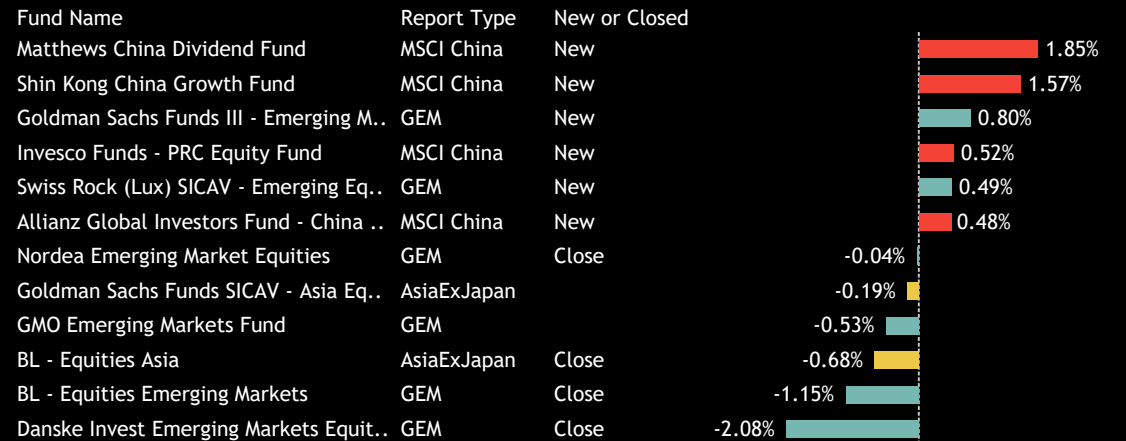 Fund Name Report Type New or Closed
Matthews China Dividend Fund MSCI China New 1.85%
Shin Kong China Growth Fund MSCI China New 1.57%
Goldman Sachs Funds III - Emerging M.. GEM New 0.80%
Invesco Funds - PRC Equity Fund MSCI China New 0.52%
Swiss Rock (Lux) SICAV - Emerging Eq.. GEM New 0.49%
Allianz Global Investors Fund - China .. MSCI China New 0.48%
Nordea Emerging Market Equities GEM Close -0.04%
Goldman Sachs Funds SICAV - Asia Eq.. AsiaExJapan -0.19%
GMO Emerging Markets Fund GEM -0.53%
BL - Equities Asia AsiaExJapan Close -0.68%
BL - Equities Emerging Markets GEM Close -1.15%
Danske Invest Emerging Markets Equit.. GEM Close -2.08%